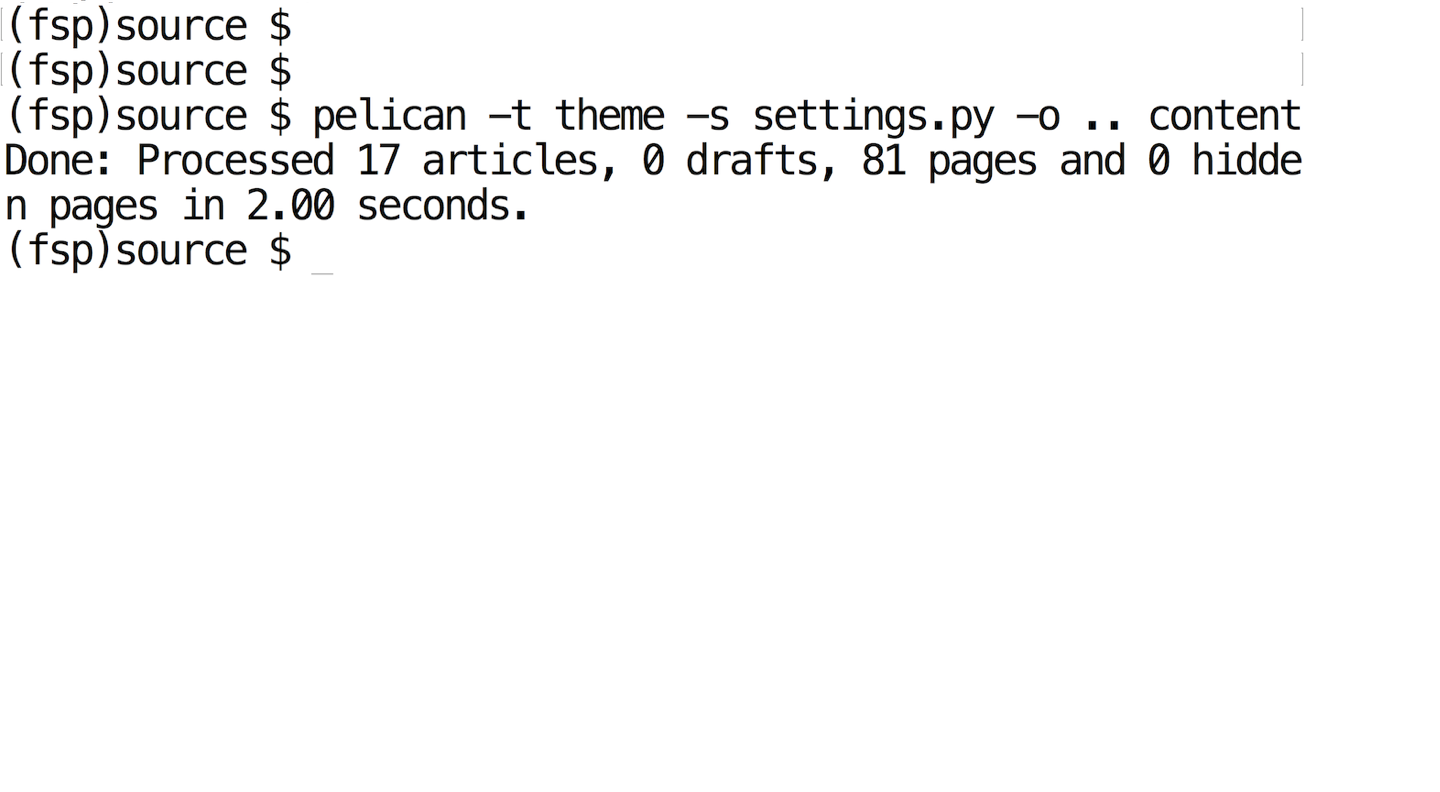 (fsp)source $
(fsp)source $
(fsp)source $ pelican -t theme -s settings.py -o .. content
Done: Processed 17 articles, 0 drafts, 81 pages and 0 hidde
n pages in 2.00 seconds.
(fsp)source $ _